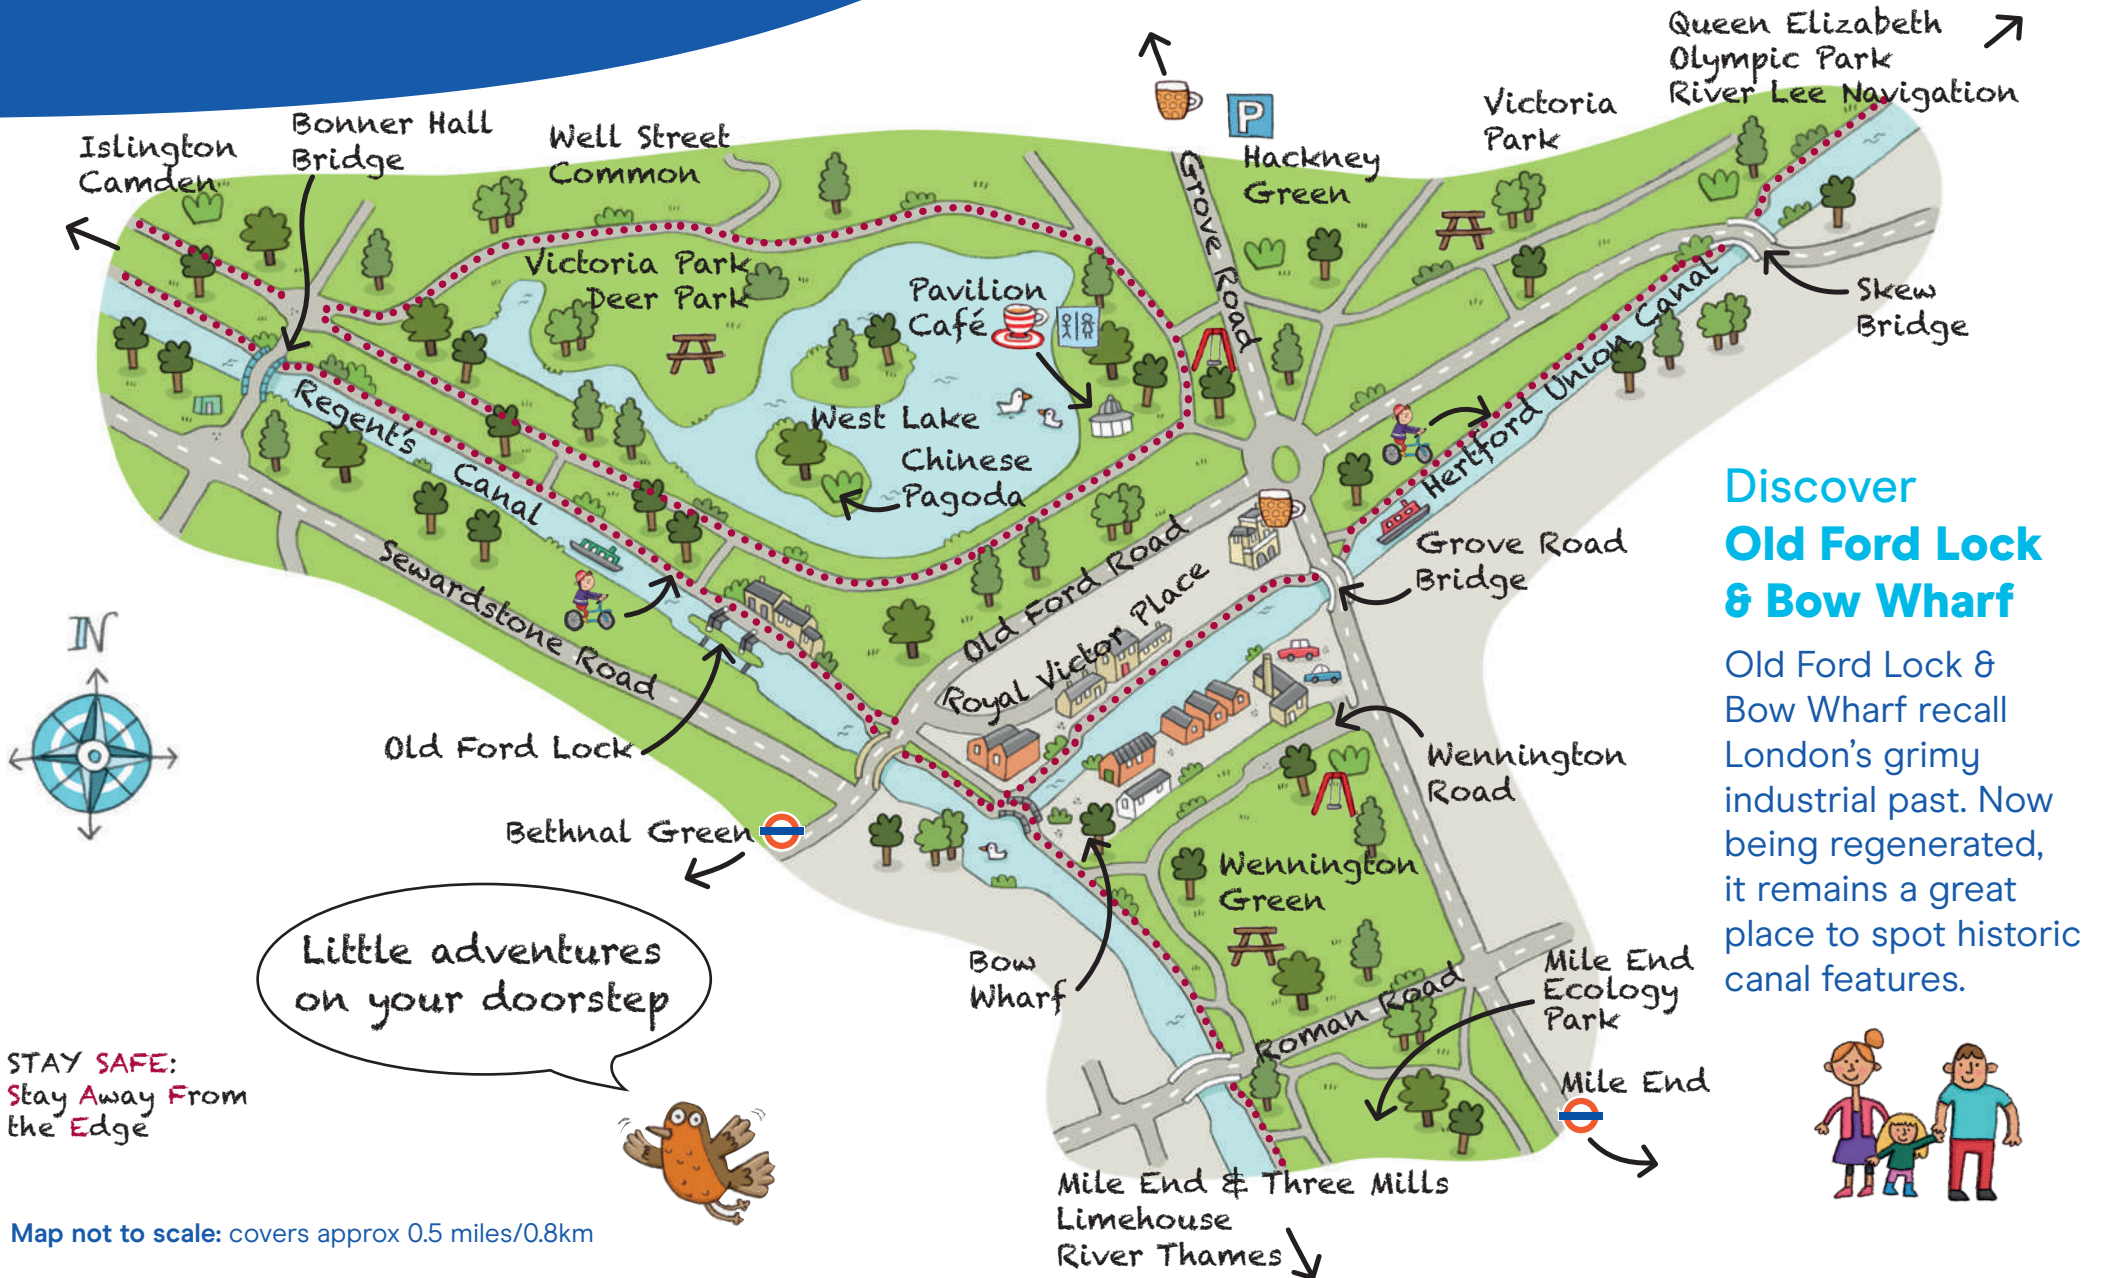 Queen Elizabeth
Olympic Park
River Lee Navigation
Victoria
Park
P
Hackney
Green
Grove Road
Well Street
Common
Bonner Hall
Bridge
Islington
Camden
Victoria Park
Deer Park
Pavilion
Café
West Lake
Chinese
Pagoda
Skew
Bridge
Hertford Union Canal
Regent's Canal
Sewardstone Road
Old Ford Road
Royal Victor Place
Grove Road
Bridge
Old Ford Lock
Wennington
Road
Bethnal Green
Wennington
Green
Bow
Wharf
Roman Road
Mile End
Ecology
Park
Mile End
Mile End & Three Mills
Limehouse
River Thames
N
Little adventures
on your doorstep
STAY SAFE:
Stay Away From
the Edge
Map not to scale: covers approx 0.5 miles/0.8km
Discover
Old Ford Lock
& Bow Wharf
Old Ford Lock &
Bow Wharf recall
London's grimy
industrial past. Now
being regenerated,
it remains a great
place to spot historic
canal features.